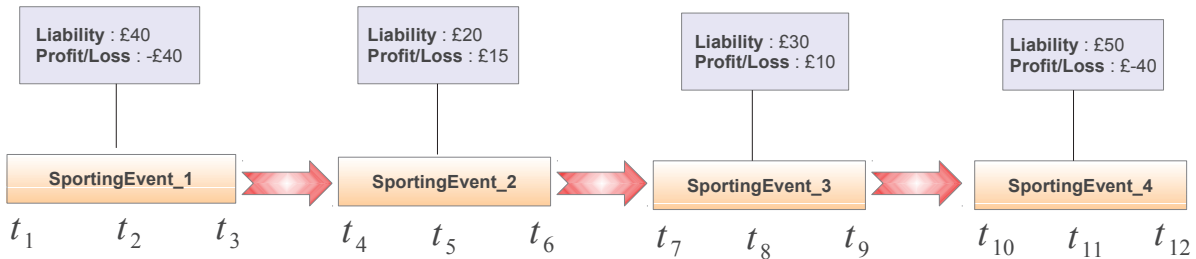 Liability : £40
Profit/Loss : -£40
Liability : £20
Profit/Loss : £15
Liability : £30
Profit/Loss : £10
Liability : £50
Profit/Loss : £-40
SportingEvent_1
SportingEvent_2
SportingEvent_3
SportingEvent_4
t1 t2 t3 t4 t5 t6 t7 t8 t9 t10 t11 t12